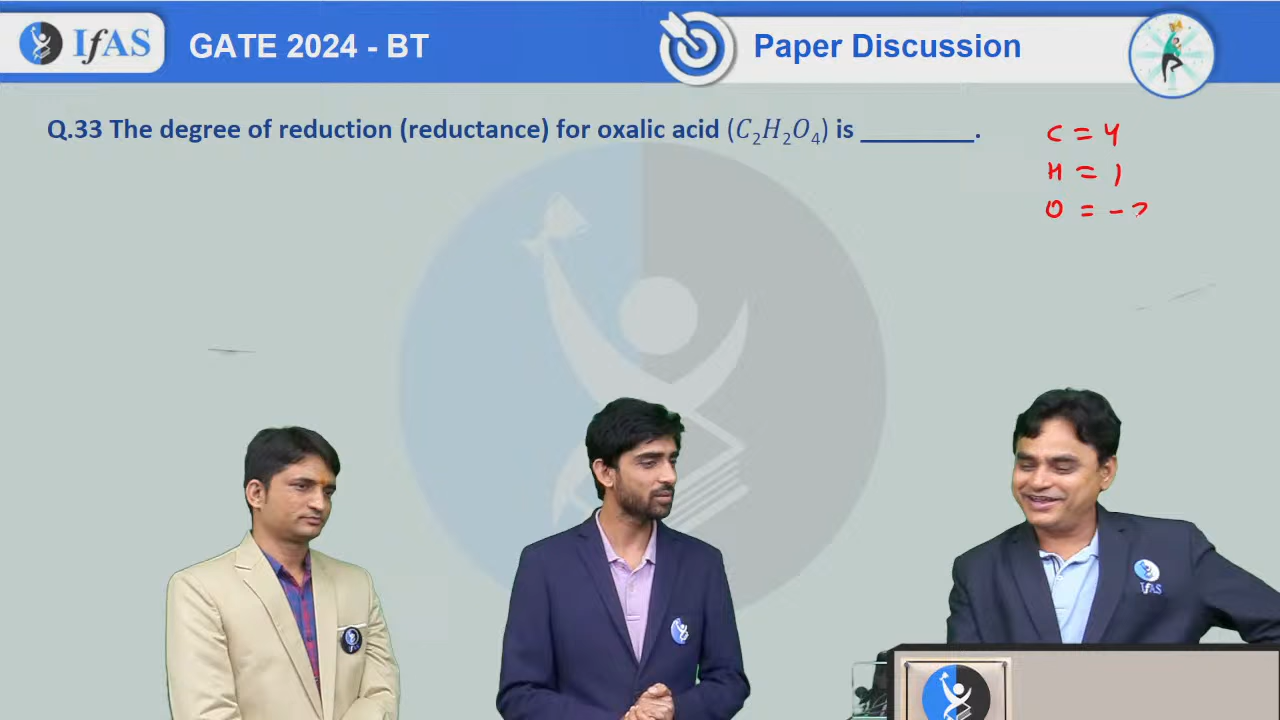 IfAS
GATE 2024 - BT
Paper Discussion
Q.33 The degree of reduction (reductance) for oxalic acid (C₂H₂O₄) is ________.
C = 4
H = 1
O = -2
IfAS